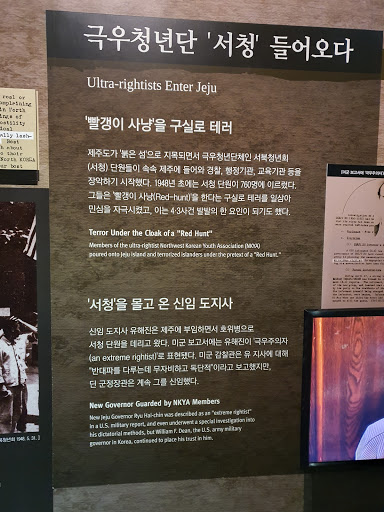 극우청년단 '서청' 들어오다
Ultra-rightists Enter Jeju
'빨갱이 사냥'을 구실로 테러
제주도가 '붉은 섬'으로 지목되면서 극우청년단체인 서북청년회
(서청) 단원들이 속속 제주에 들어와 경찰, 행정기관, 교육기관 등을
장악하기 시작했다. 1948년 초에는 서청 단원이 760명에 이르렀다.
그들은 '빨갱이 사냥(Red-hunt)'을 한다는 구실로 테러를 일삼아
민심을 자극시켰고, 이는 4·3사건 발발의 한 요인이 되기도 했다.
Terror Under the Cloak of a "Red Hunt"
Members of the ultra-rightist Northwest Korean Youth Association (NKYA)
poured onto Jeju Island and terrorized islanders under the pretext of a "Red Hunt."
'서청'을 몰고 온 신임 도지사
신임 도지사 유해진은 제주에 부임하면서 호위병으로
서청 단원을 데리고 왔다. 미군 보고서에는 유해진이 '극우주의자
(an extreme rightist)'로 표현됐다. 미군 감찰관은 유 지사에 대해
"반대파를 다루는데 무자비하고 독단적"이라고 보고했지만,
딘 군정장관은 계속 그를 신임했다.
New Governor Guarded by NKYA Members
New Jeju Governor Ryu Hai-chin was described as an "extreme rightist"
in a U.S. military report, and even underwent a special investigation into
his dictatorial methods, but William F. Dean, the U.S. army military
governor in Korea, continued to place his trust in him.
real or
North KOREA